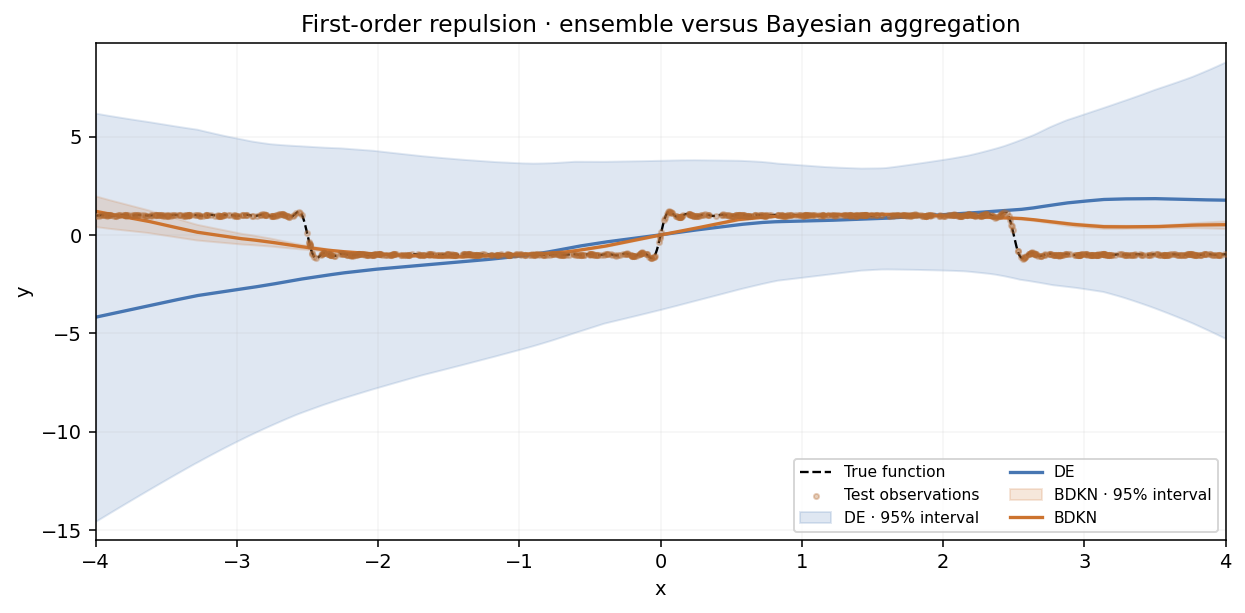 First-order repulsion · ensemble versus Bayesian aggregation
y
5
0
−5
−10
−15
−4
−3
−2
−1
0
1
2
3
4
x
True function
Test observations
DE · 95% interval
DE
BDKN · 95% interval
BDKN